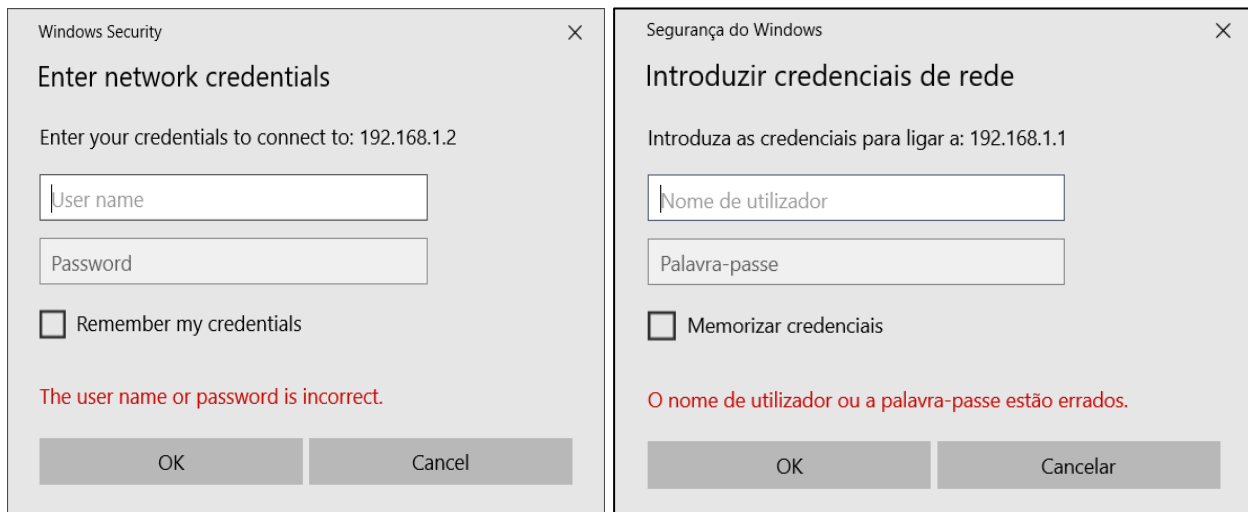 Windows Security
Enter network credentials
Enter your credentials to connect to: 192.168.1.2
User name
Password
Remember my credentials
The user name or password is incorrect.
OK
Cancel
Segurança do Windows
Introduzir credenciais de rede
Introduza as credenciais para ligar a: 192.168.1.1
Nome de utilizador
Palavra-passe
Memorizar credenciais
O nome de utilizador ou a palavra-passe estão errados.
OK
Cancelar